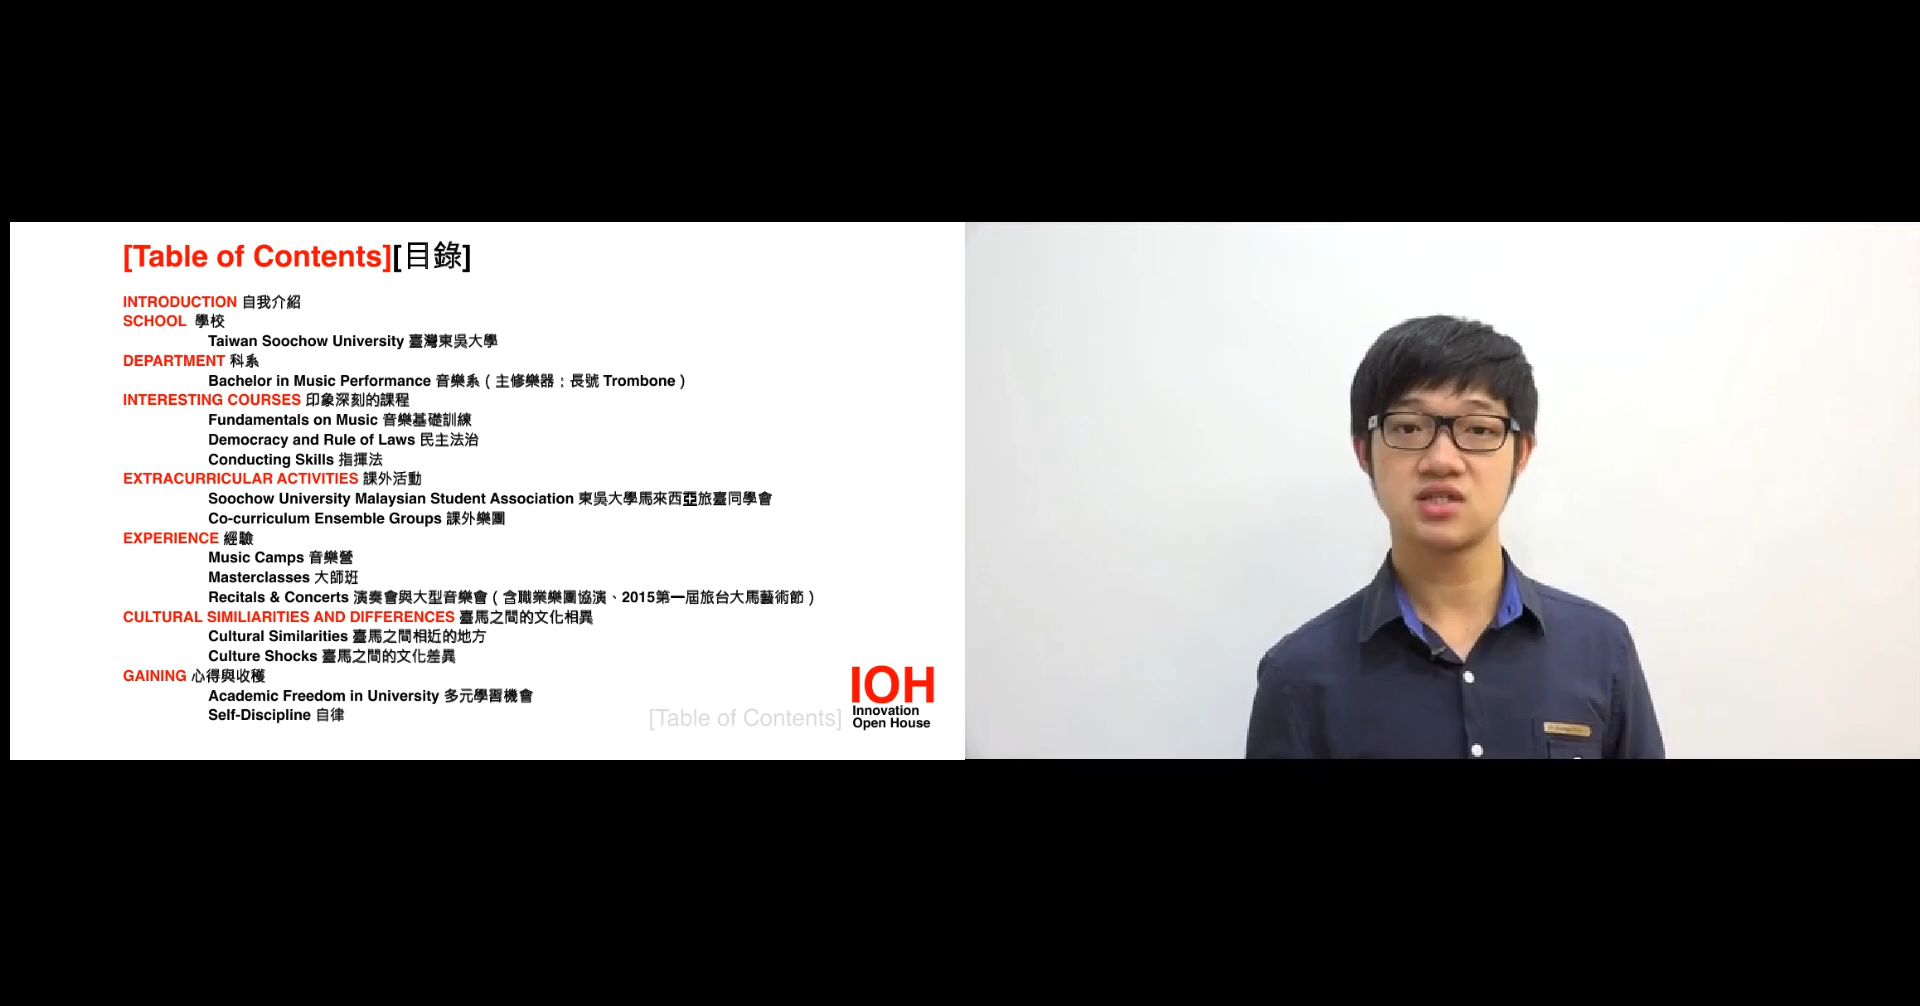 [Table of Contents][目錄]
INTRODUCTION 自我介紹
SCHOOL 學校
Taiwan Soochow University 臺灣東吳大學
DEPARTMENT 科系
Bachelor in Music Performance 音樂系 ( 主修樂器：長號 Trombone )
INTERESTING COURSES 印象深刻的課程
Fundamentals on Music 音樂基礎訓練
Democracy and Rule of Laws 民主法治
Conducting Skills 指揮法
EXTRACURRICULAR ACTIVITIES 課外活動
Soochow University Malaysian Student Association 東吳大學馬來西亞旅臺同學會
Co-curriculum Ensemble Groups 課外樂團
EXPERIENCE 經驗
Music Camps 音樂營
Masterclasses 大師班
Recitals & Concerts 演奏會與大型音樂會 ( 含職業樂團協演、2015第一屆旅台大馬藝術節 )
CULTURAL SIMILIARITIES AND DIFFERENCES 臺馬之間的文化相異
Cultural Similarities 臺馬之間相近的地方
Culture Shocks 臺馬之間的文化差異
GAINING 心得與收穫
Academic Freedom in University 多元學習機會
Self-Discipline 自律
[Table of Contents]
IOH
Innovation
Open House